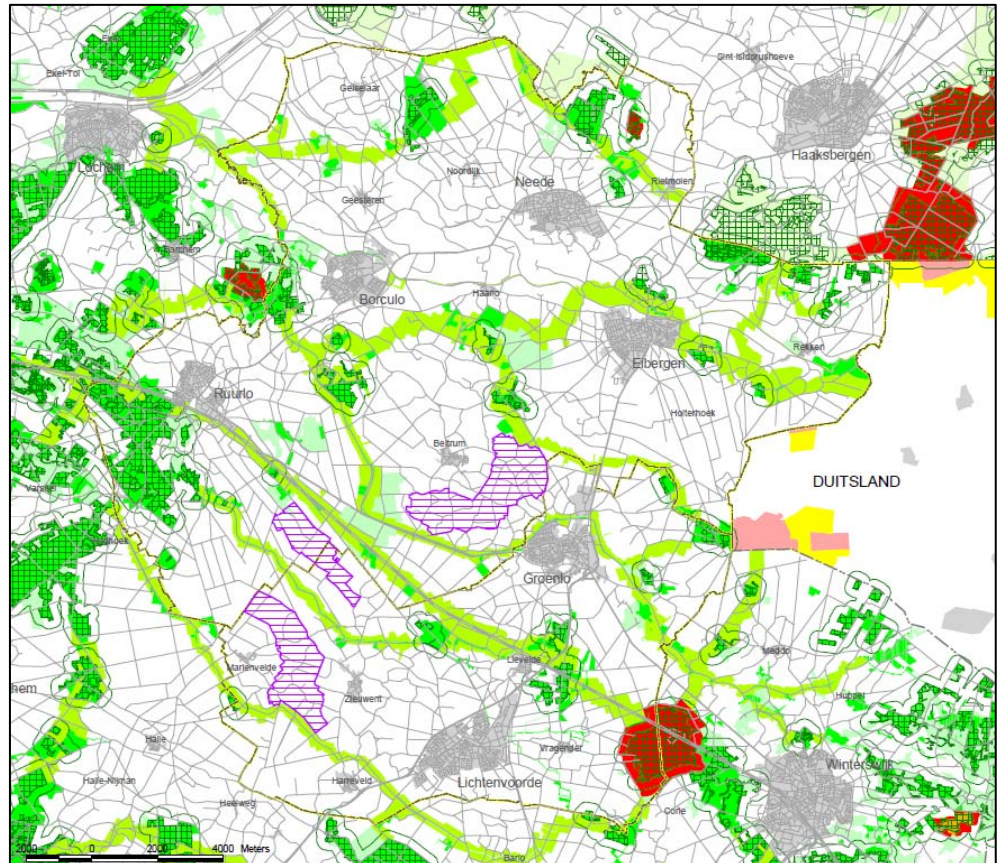 Exel
Exel-Tol
Lochem
Barchem
Gelselaar
Noordijk
Geesteren
Neede
Rietmolen
Sint-Isidorushoeve
Haaksbergen
Borculo
Haarlo
Eibergen
Rekken
Ruurlo
Holterhoek
Beltrum
DUITSLAND
Varssel
Groenlo
Marienvelde
Zieuwent
Lievelde
Meddo
Huppel
Halle
Vragender
Winterswijk
Lichtenvoorde
Halle-Nijman
Harreveld
Heelweg
Corle
Barlo
2000 0 2000 4000 Meters